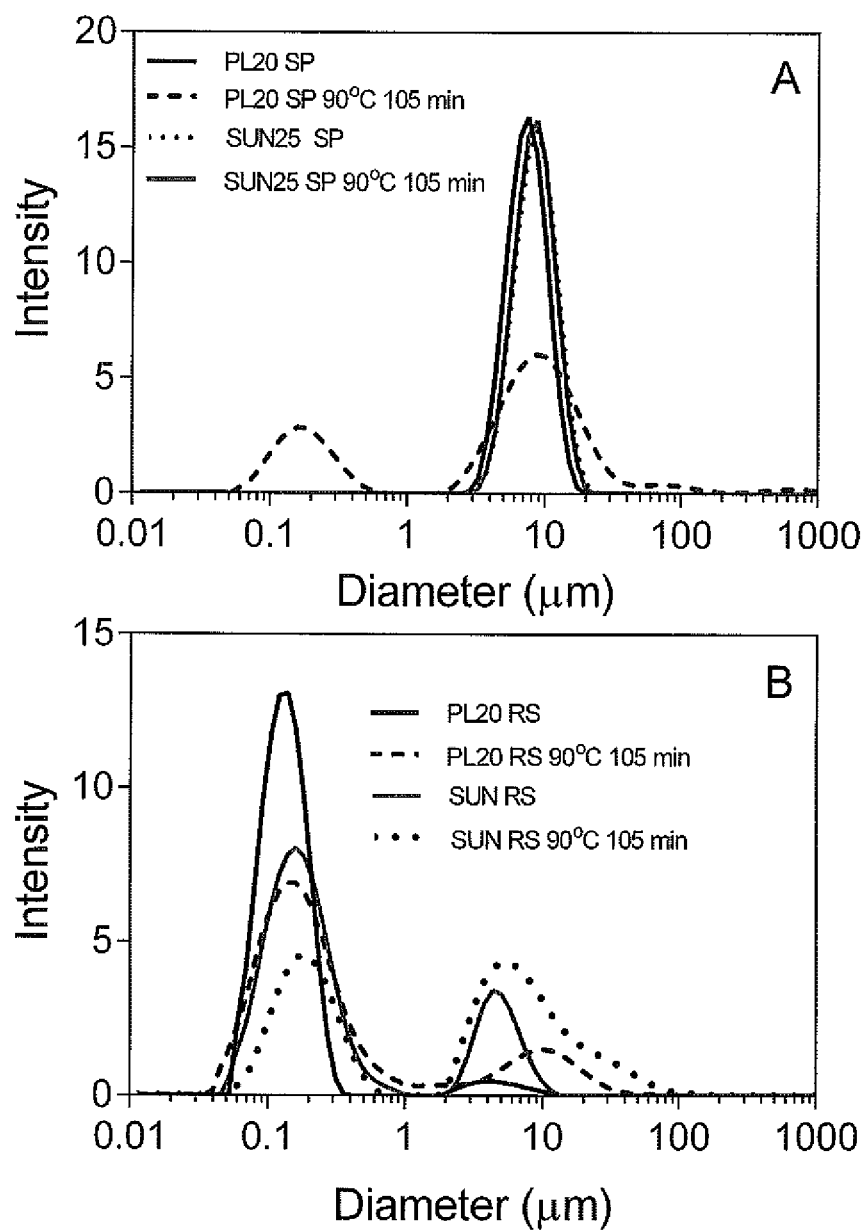 20
A
PL20 SP
PL20 SP 90°C 105 min
15
SUN25 SP
SUN25 SP 90°C 105 min
10
Intensity
5
0
0.01 0.1 1 10 100 1000
Diameter (μm)
15
B
PL20 RS
PL20 RS 90°C 105 min
10
SUN RS
SUN RS 90°C 105 min
Intensity
5
0
0.01 0.1 1 10 100 1000
Diameter (μm)